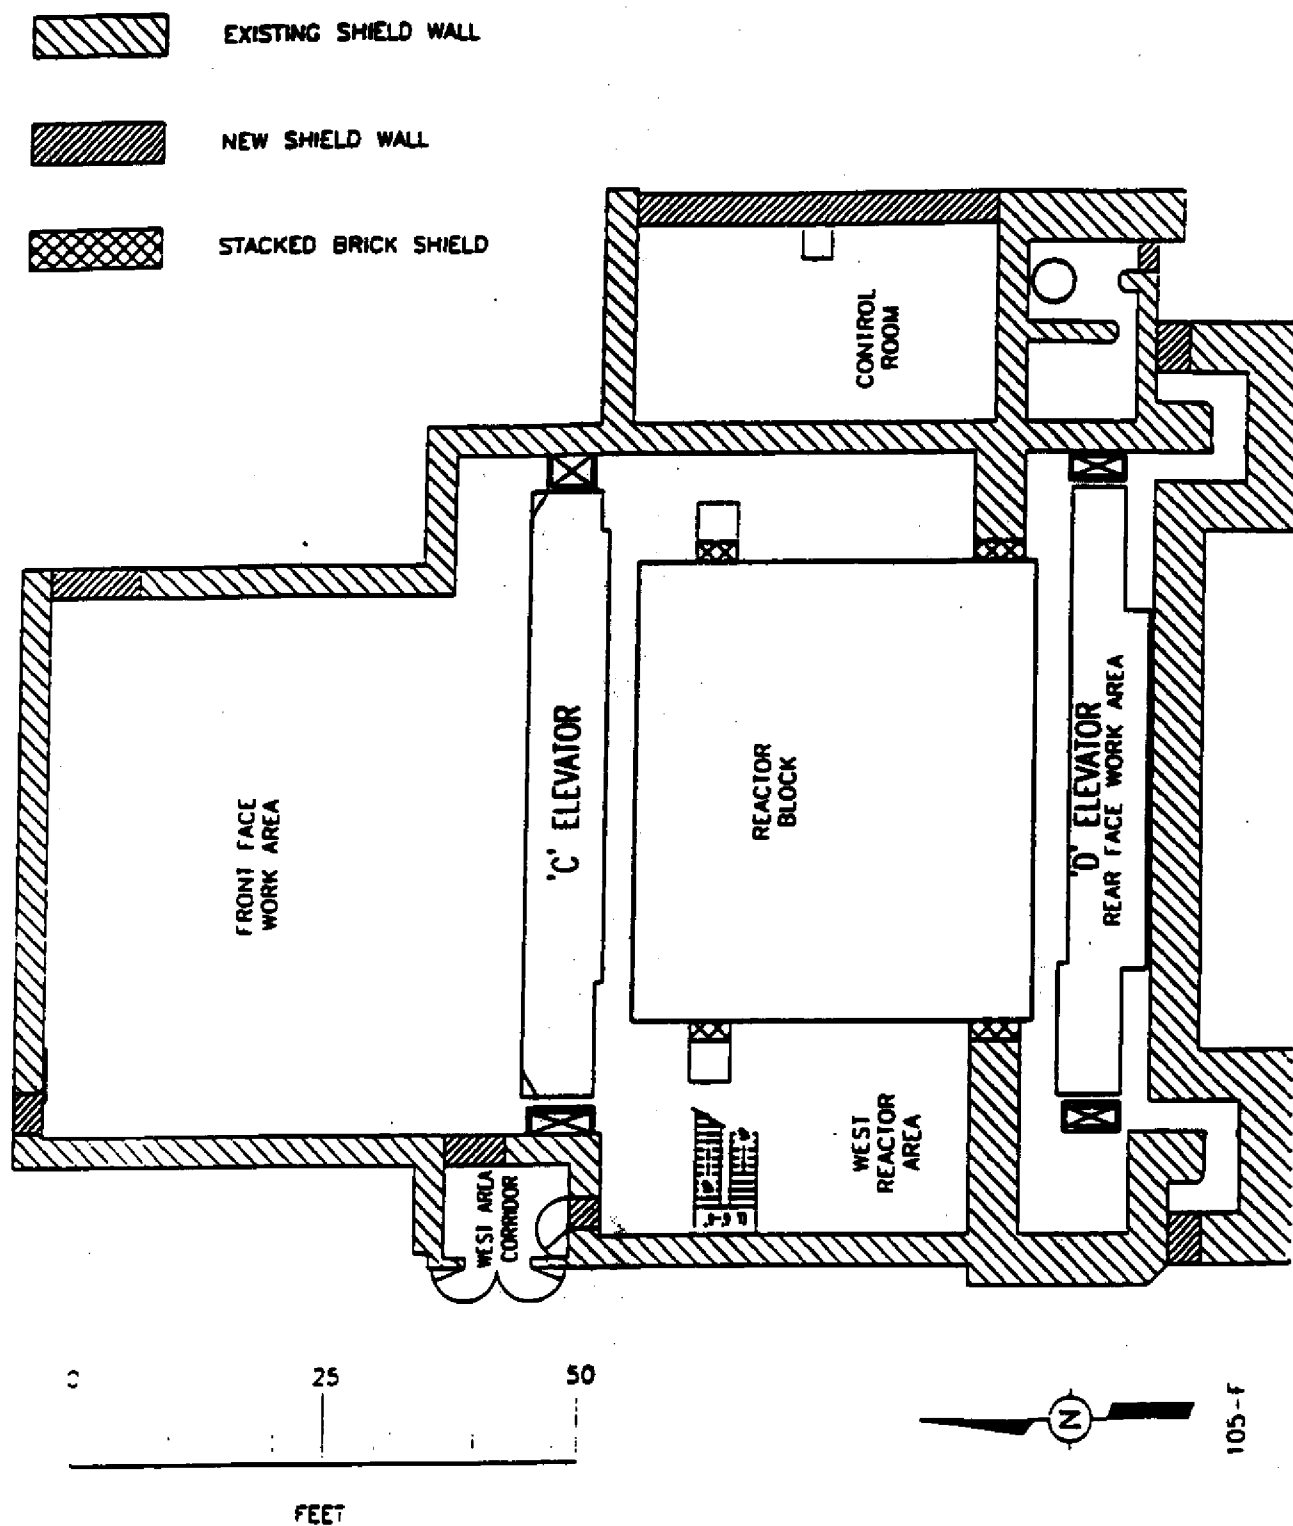 EXISTING SHIELD WALL
NEW SHIELD WALL
STACKED BRICK SHIELD
CONTROL
ROOM
'C' ELEVATOR
REACTOR
BLOCK
'D' ELEVATOR
REAR FACE WORK AREA
FRONT FACE
WORK AREA
WEST
REACTOR
AREA
WEST AREA
CORRIDOR
25
50
FEET
N
105-F